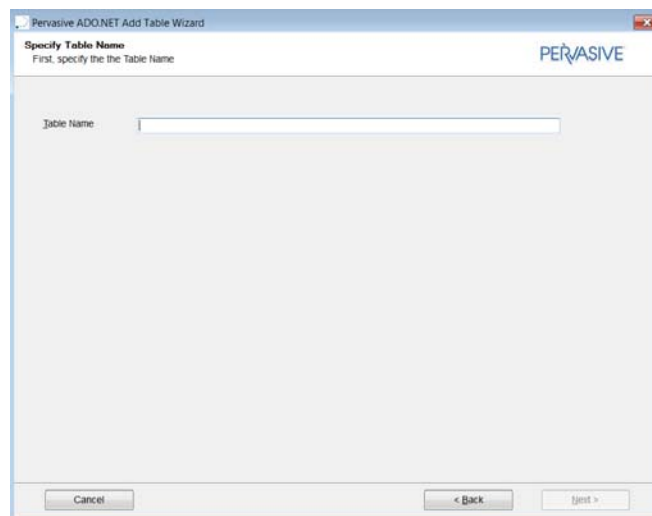 Pervasive ADO.NET Add Table Wizard
Specify Table Name
First, specify the the Table Name
PERVASIVE
Table Name
Cancel
< Back
Next >